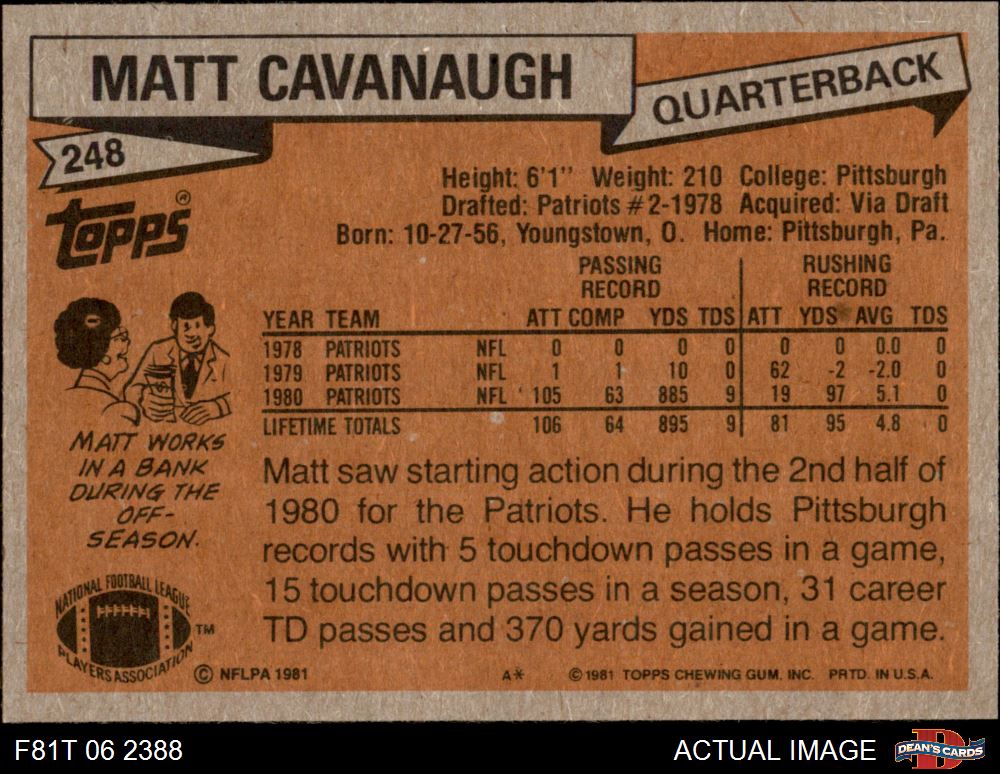 MATT CAVANAUGH
QUARTERBACK
248
TOPPS®
Height: 6'1'' Weight: 210 College: Pittsburgh
Drafted: Patriots #2-1978 Acquired: Via Draft
Born: 10-27-56, Youngstown, O. Home: Pittsburgh, Pa.
PASSING RECORD RUSHING RECORD
YEAR TEAM ATT COMP YDS TDS ATT YDS AVG TDS
1978 PATRIOTS NFL 0 0 0 0 0 0 0.0 0
1979 PATRIOTS NFL 1 1 10 0 62 -2 -2.0 0
1980 PATRIOTS NFL 105 63 885 9 19 97 5.1 0
LIFETIME TOTALS 106 64 895 9 81 95 4.8 0
MATT WORKS
IN A BANK
DURING THE
OFF-
SEASON.
Matt saw starting action during the 2nd half of
1980 for the Patriots. He holds Pittsburgh
records with 5 touchdown passes in a game,
15 touchdown passes in a season, 31 career
TD passes and 370 yards gained in a game.
NATIONAL FOOTBALL LEAGUE
PLAYERS ASSOCIATION
TM
© NFLPA 1981
A*
© 1981 TOPPS CHEWING GUM, INC. PRTD. IN U.S.A.
F81T 06 2388
ACTUAL IMAGE
D
DEAN'S CARDS